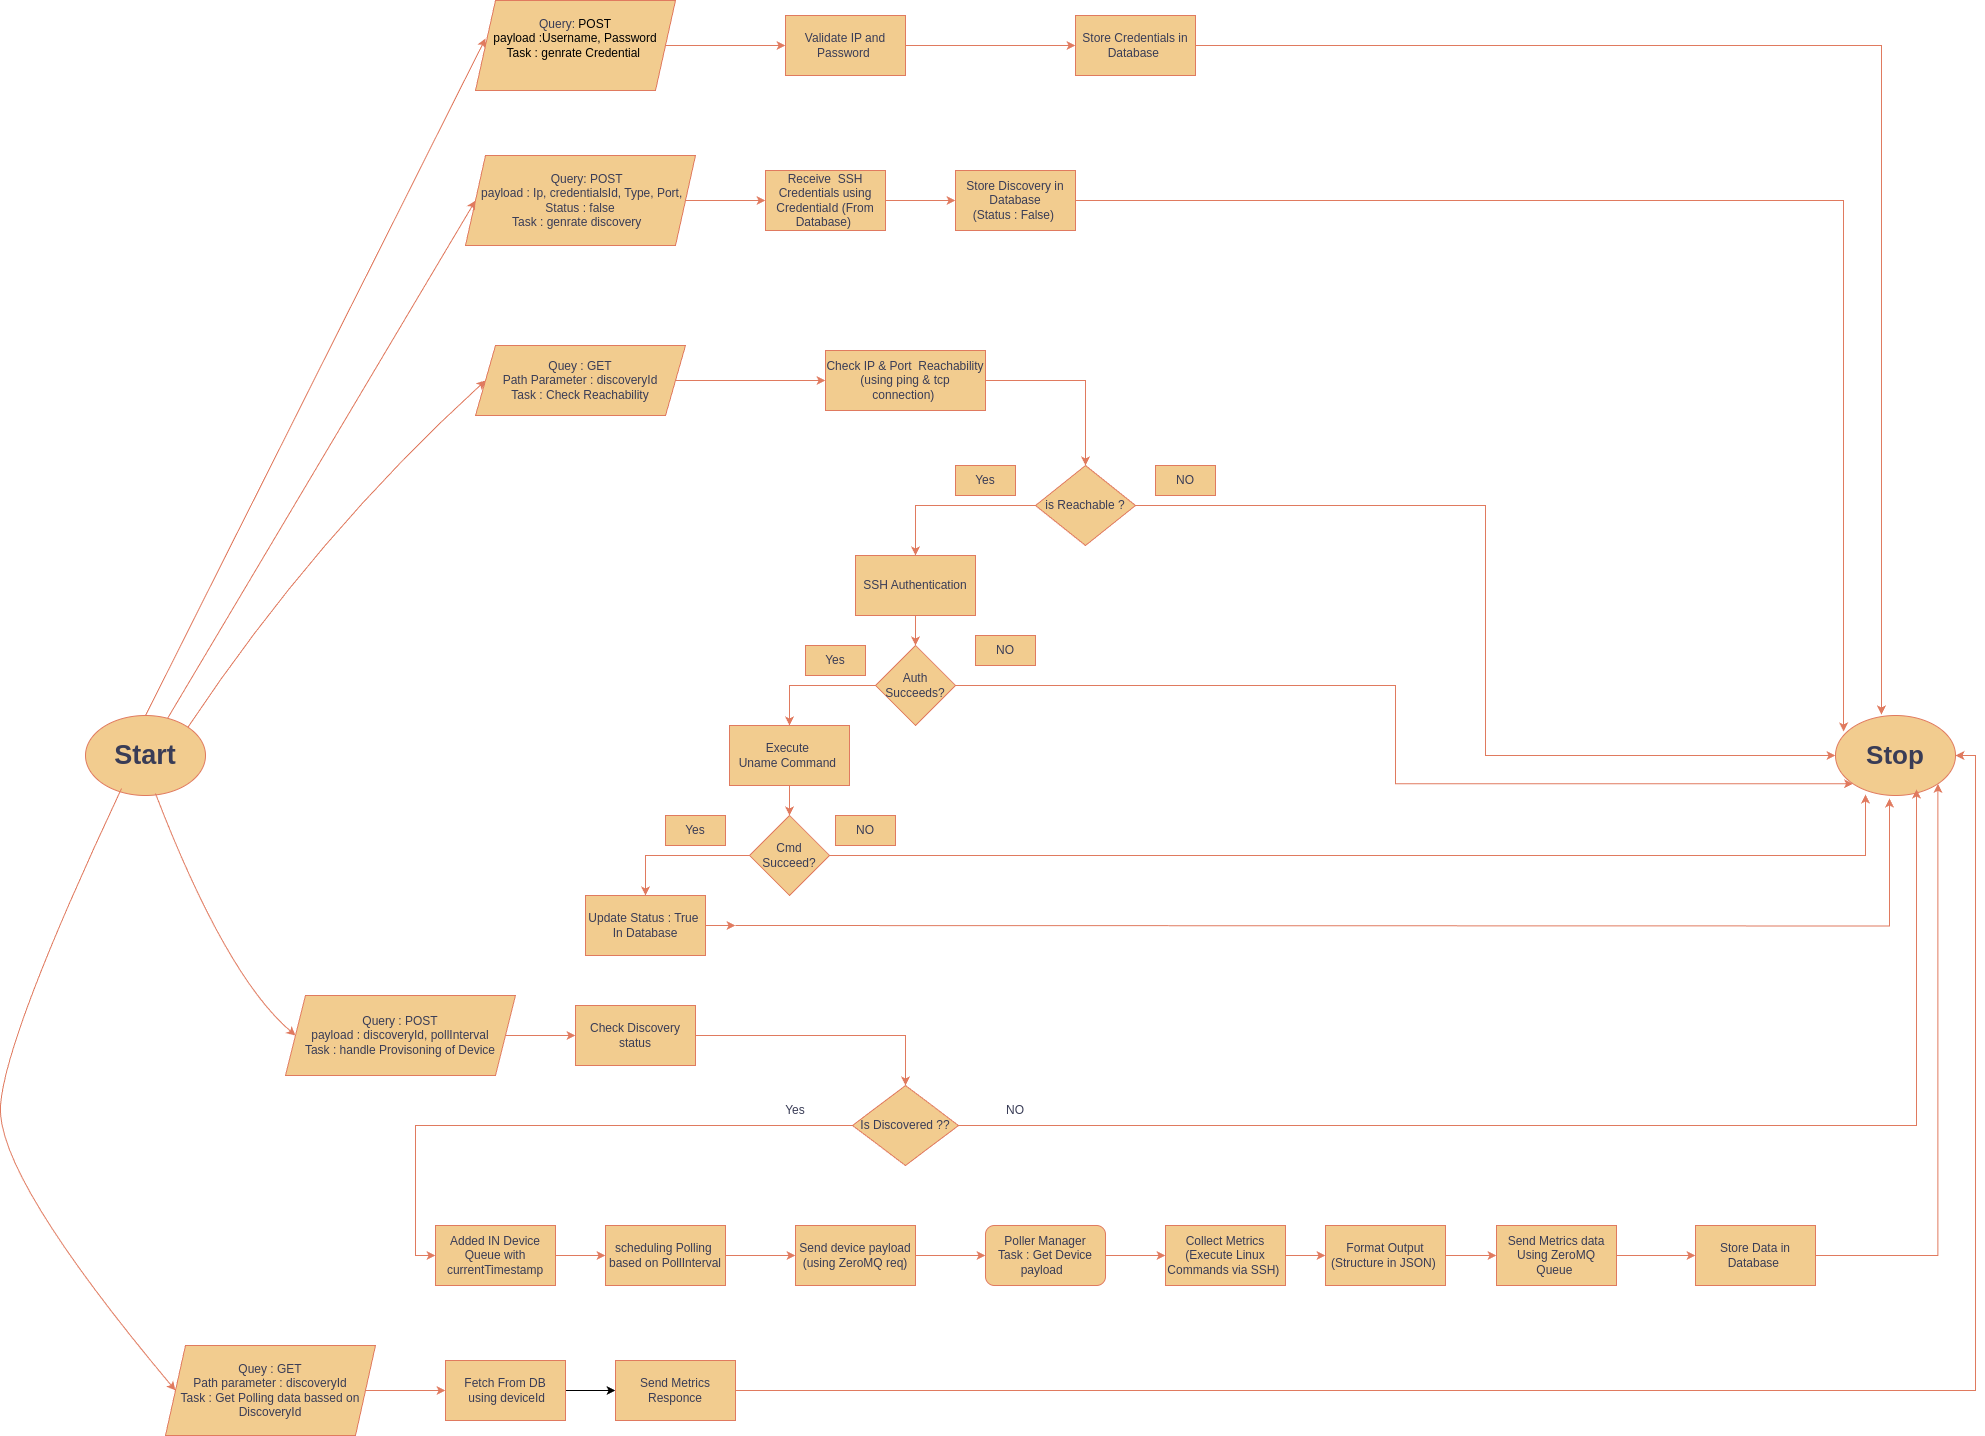 Query: POST
payload :Username, Password
Task : genrate Credential
Validate IP and
Password
Store Credentials in
Database
Query: POST
payload : Ip, credentialsId, Type, Port,
Status : false
Task : genrate discovery
Receive  SSH
Credentials using
CredentiaId (From
Database)
Store Discovery in
Database
(Status : False)
Quey : GET
Path Parameter : discoveryId
Task : Check Reachability
Check IP & Port  Reachability
(using ping & tcp
connection)
Yes
is Reachable ?
NO
SSH Authentication
Yes
Auth
Succeeds?
NO
Execute
Uname Command
Start
Stop
Yes
Cmd
Succeed?
NO
Update Status : True
In Database
Query : POST
payload : discoveryId, pollInterval
Task : handle Provisoning of Device
Check Discovery
status
Yes
Is Discovered ??
NO
Added IN Device
Queue with
currentTimestamp
scheduling Polling
based on PollInterval
Send device payload
(using ZeroMQ req)
Poller Manager
Task : Get Device
payload
Collect Metrics
(Execute Linux
Commands via SSH)
Format Output
(Structure in JSON)
Send Metrics data
Using ZeroMQ
Queue
Store Data in
Database
Quey : GET
Path parameter : discoveryId
Task : Get Polling data bassed on
DiscoveryId
Fetch From DB
using deviceId
Send Metrics
Responce